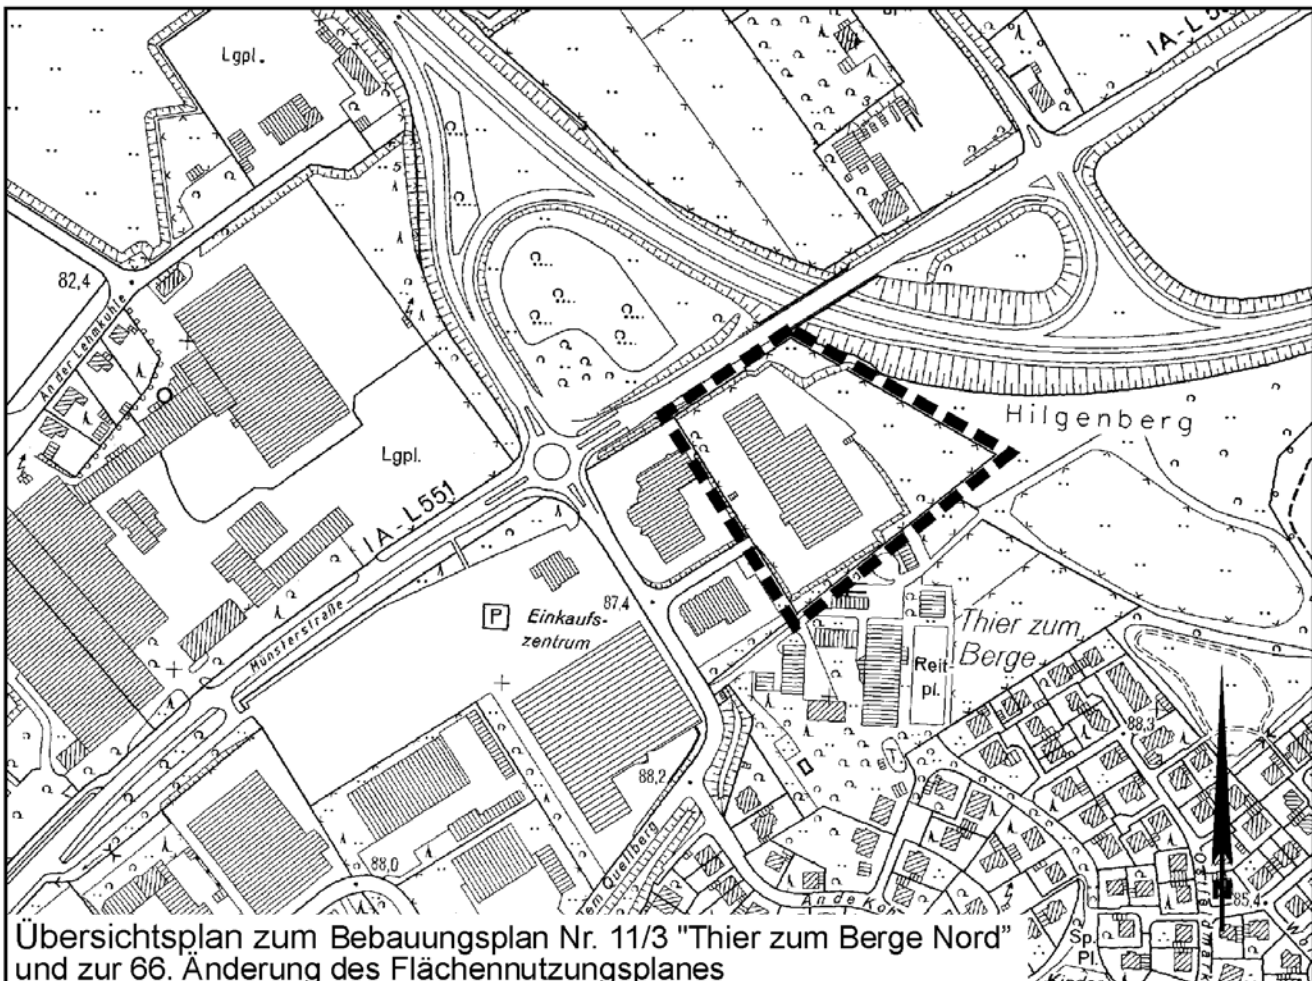 Lgpl.
IA-L5
82,4
An der Lehmkuhle
Hilgenberg
Lgpl.
IA-L551
Münsterstraße
P
Einkaufs-
zentrum
87,4
Thier zum
Berge
Reit
pl.
88,3
88,2
88,0
Quellberg
85,4
An de
Sp.
Pl.
Übersichtsplan zum Bebauungsplan Nr. 11/3 "Thier zum Berge Nord"
und zur 66. Änderung des Flächennutzungsplanes